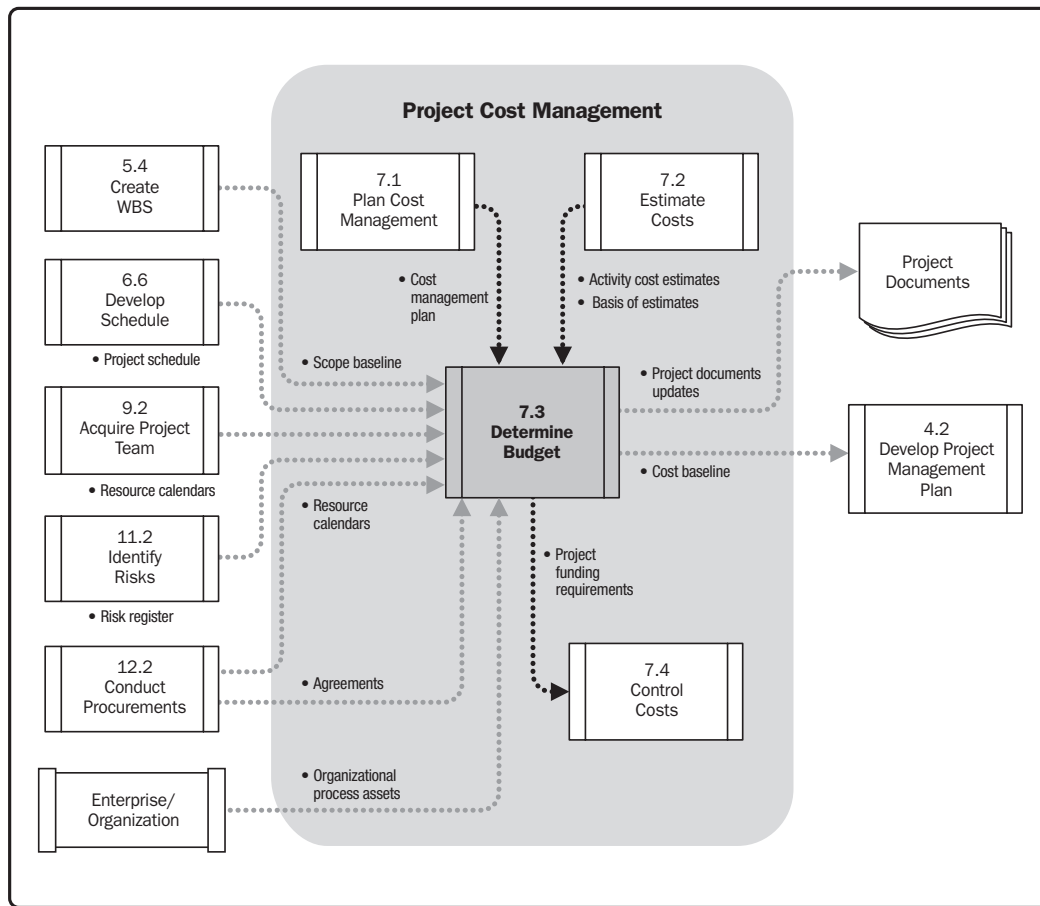 Project Cost Management
5.4
Create
WBS
7.1
Plan Cost
Management
7.2
Estimate
Costs
Project
Documents
6.6
Develop
Schedule
• Cost
management
plan
• Activity cost estimates
• Basis of estimates
• Project schedule
• Scope baseline
• Project documents
updates
9.2
Acquire Project
Team
7.3
Determine
Budget
4.2
Develop Project
Management
Plan
• Cost baseline
• Resource calendars
• Resource
calendars
11.2
Identify
Risks
• Project
funding
requirements
• Risk register
12.2
Conduct
Procurements
• Agreements
7.4
Control
Costs
• Organizational
process assets
Enterprise/
Organization